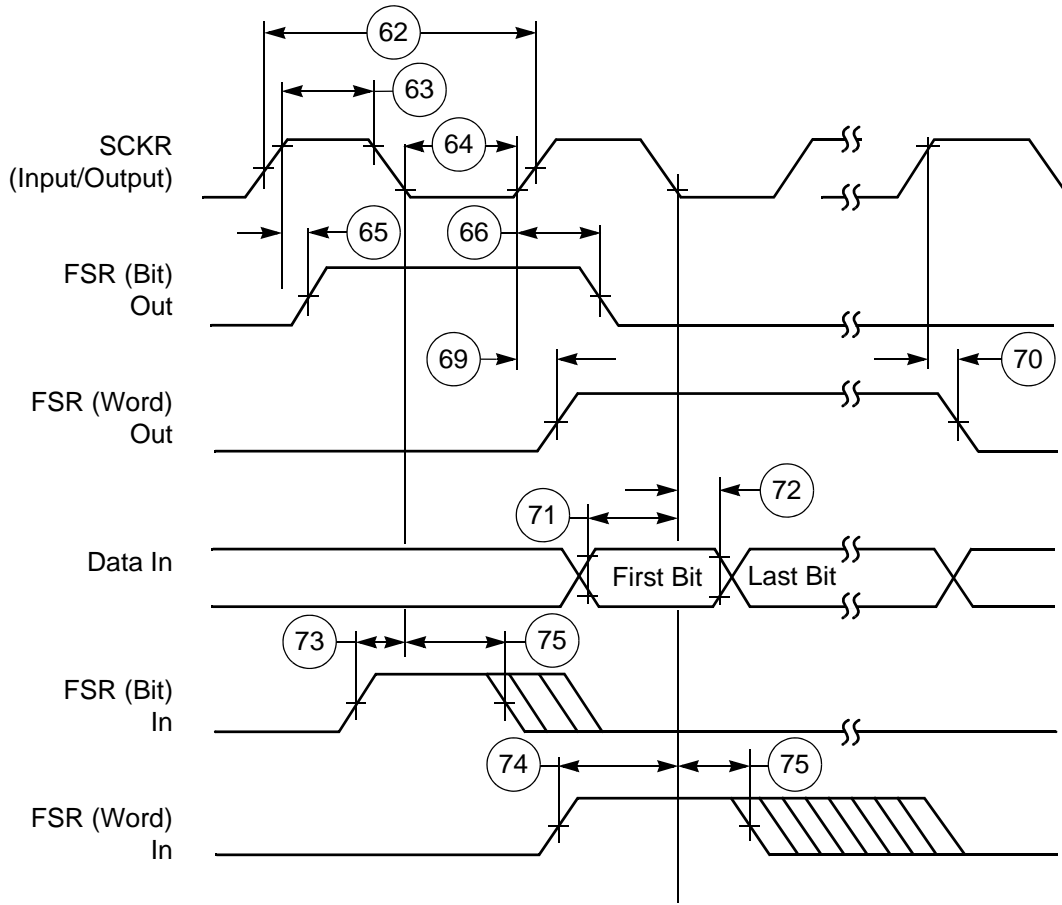 62
63
SCKR
(Input/Output)
64
65
66
FSR (Bit)
Out
69
70
FSR (Word)
Out
71
72
Data In
First Bit
Last Bit
73
75
FSR (Bit)
In
74
75
FSR (Word)
In